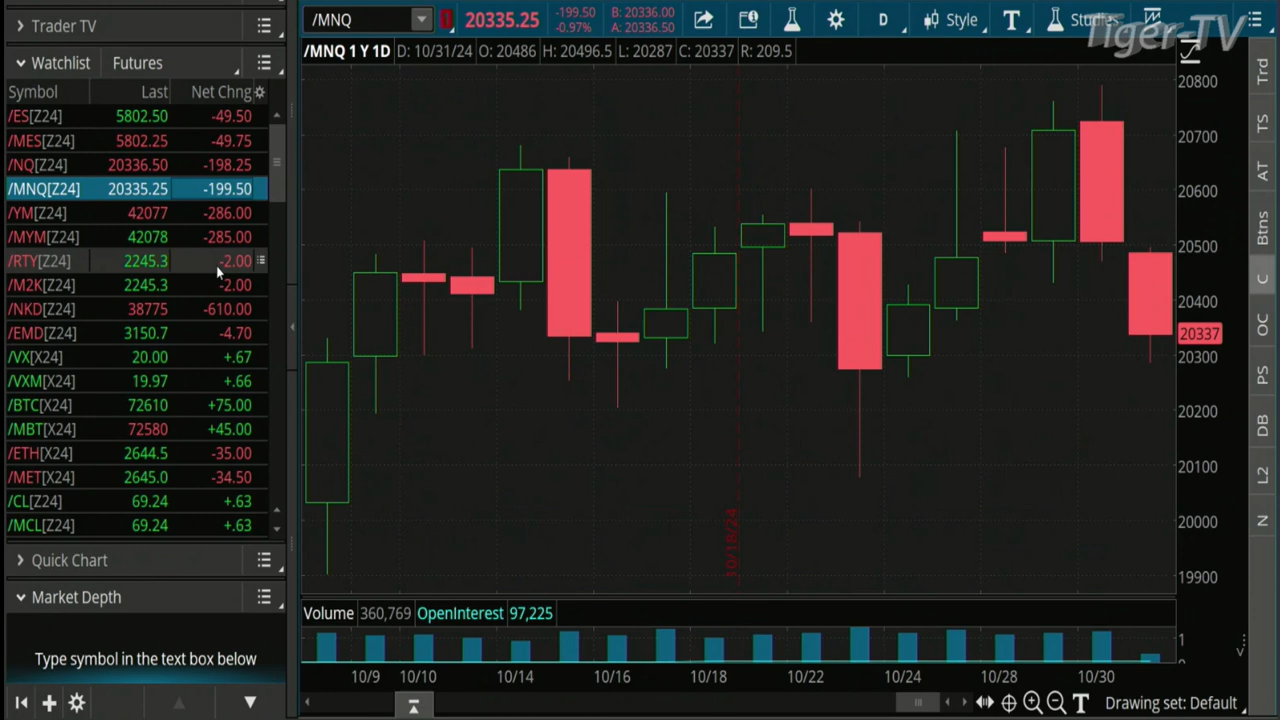 Trader TV
Watchlist Futures
Symbol Last Net Chng
/ES[Z24] 5802.50 -49.50
/MES[Z24] 5802.25 -49.75
/NQ[Z24] 20336.50 -198.25
/MNQ[Z24] 20335.25 -199.50
/YM[Z24] 42077 -286.00
/MYM[Z24] 42078 -285.00
/RTY[Z24] 2245.3 -2.00
/M2K[Z24] 2245.3 -2.00
/NKD[Z24] 38775 -610.00
/EMD[Z24] 3150.7 -4.70
/VX[X24] 20.00 +.67
/VXM[X24] 19.97 +.66
/BTC[X24] 72610 +75.00
/MBT[X24] 72580 +45.00
/ETH[X24] 2644.5 -35.00
/MET[X24] 2645.0 -34.50
/CL[Z24] 69.24 +.63
/MCL[Z24] 69.24 +.63
Quick Chart
Market Depth
Type symbol in the text box below
/MNQ 20335.25 -199.50 B: 20336.00 D Style T Studies
-0.97% A: 20336.50
Tiger-TV
/MNQ 1 Y 1D D: 10/31/24 O: 20486 H: 20496.5 L: 20287 C: 20337 R: 209.5
20800
20700
20600
20500
20400
20337
20300
20200
20100
20000
19900
10/18/24
Volume 360,769 OpenInterest 97,225
1
0
10/9 10/10 10/14 10/16 10/18 10/22 10/24 10/28 10/30
T Drawing set: Default
Trd
TS
AT
Btns
C
OC
PS
DB
L2
N